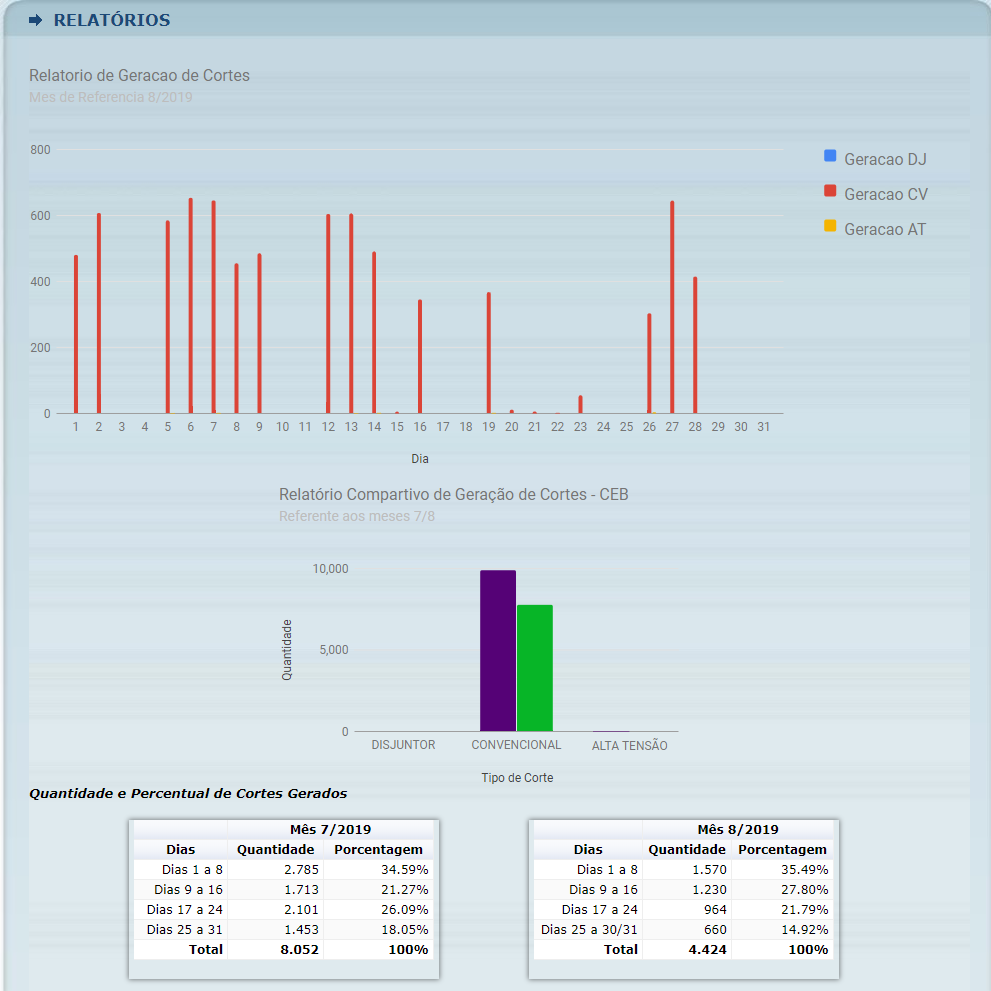 RELATÓRIOS
Relatorio de Geracao de Cortes
Mes de Referencia 8/2019
800
600
400
200
0
Geracao DJ
Geracao CV
Geracao AT
1 2 3 4 5 6 7 8 9 10 11 12 13 14 15 16 17 18 19 20 21 22 23 24 25 26 27 28 29 30 31
Dia
Relatório Compartivo de Geração de Cortes - CEB
Referente aos meses 7/8
Quantidade
10,000
5,000
0
DISJUNTOR CONVENCIONAL ALTA TENSÃO
Tipo de Corte
Quantidade e Percentual de Cortes Gerados
Mês 7/2019
Dias Quantidade Porcentagem
Dias 1 a 8 2.785 34.59%
Dias 9 a 16 1.713 21.27%
Dias 17 a 24 2.101 26.09%
Dias 25 a 31 1.453 18.05%
Total 8.052 100%
Mês 8/2019
Dias Quantidade Porcentagem
Dias 1 a 8 1.570 35.49%
Dias 9 a 16 1.230 27.80%
Dias 17 a 24 964 21.79%
Dias 25 a 30/31 660 14.92%
Total 4.424 100%